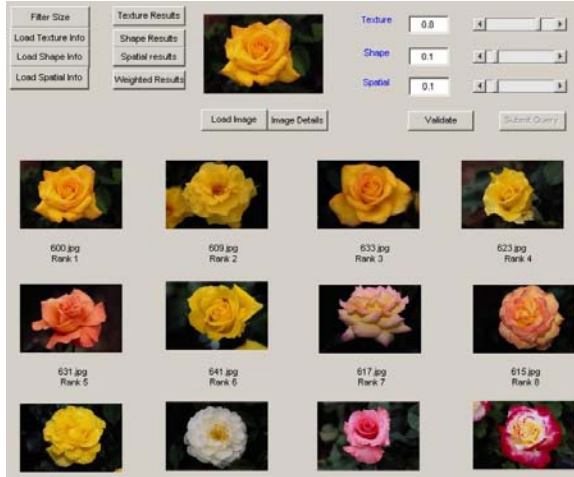 Filter Size
Load Texture Info
Load Shape Info
Load Spatial Info
Texture Results
Shape Results
Spatial results
Weighted Results
Texture 0.8
Shape 0.1
Spatial 0.1
Load Image Image Details Validate Submit Query
600.jpg 609.jpg 633.jpg 623.jpg
Rank 1 Rank 2 Rank 3 Rank 4
631.jpg 641.jpg 617.jpg 615.jpg
Rank 5 Rank 6 Rank 7 Rank 8